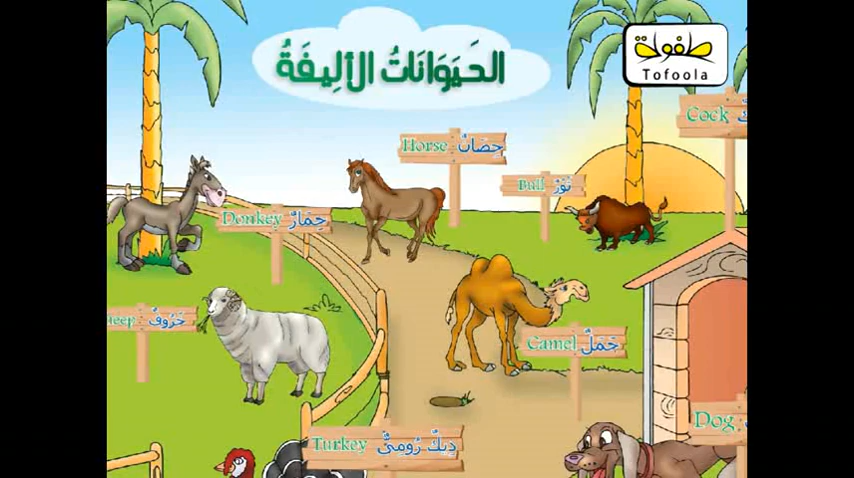 الحَيَوَانَاتُ الأَلِيفَةُ
طفولة
Tofoola
Cock
Horse حِصَانٌ
Bull ثَوْرٌ
Donkey حِمَارٌ
خَرُوفٌ
Camel جَمَلٌ
Dog
Turkey دِيكٌ رُومِيٌّ